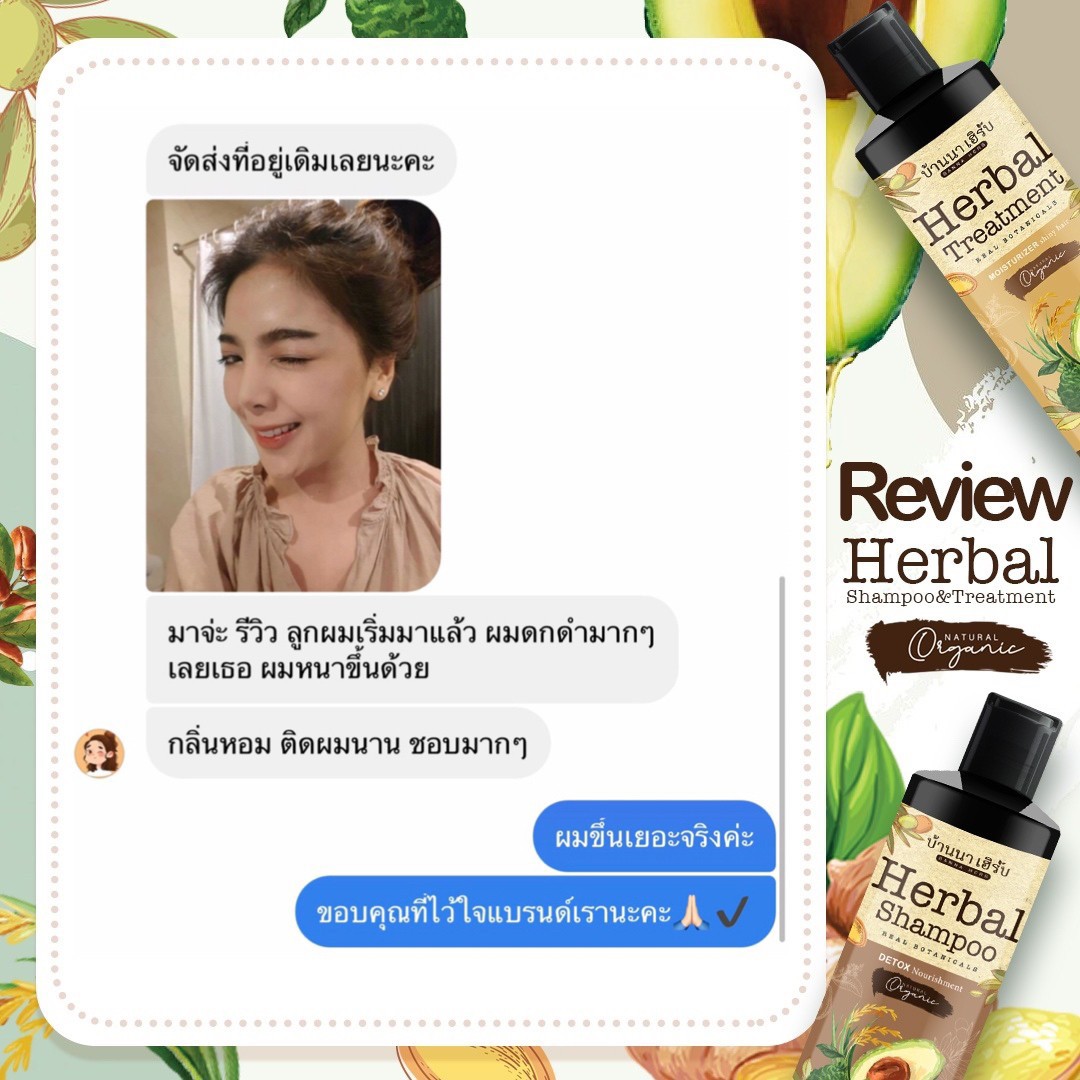 จัดส่งที่อยู่เดิมเลยนะคะ
มาจ่ะ รีวิว ลูกผมเริ่มมาแล้ว ผมดกดำมากๆ
เลยเธอ ผมหนาขึ้นด้วย
กลิ่นหอม ติดผมนาน ชอบมากๆ
ผมขึ้นเยอะจริงค่ะ
ขอบคุณที่ไว้ใจแบรนด์เรานะคะ🙏🏻✔
บ้านนา เฮิร์บ
BANNA HERB
Herbal
Treatment
REAL BOTANICALS
MOISTURIZER shiny hair
NATURAL
Organic
Review
Herbal
Shampoo&Treatment
NATURAL
Organic
บ้านนา เฮิร์บ
BANNA HERB
Herbal
Shampoo
REAL BOTANICALS
DETOX Nourishment
NATURAL
Organic